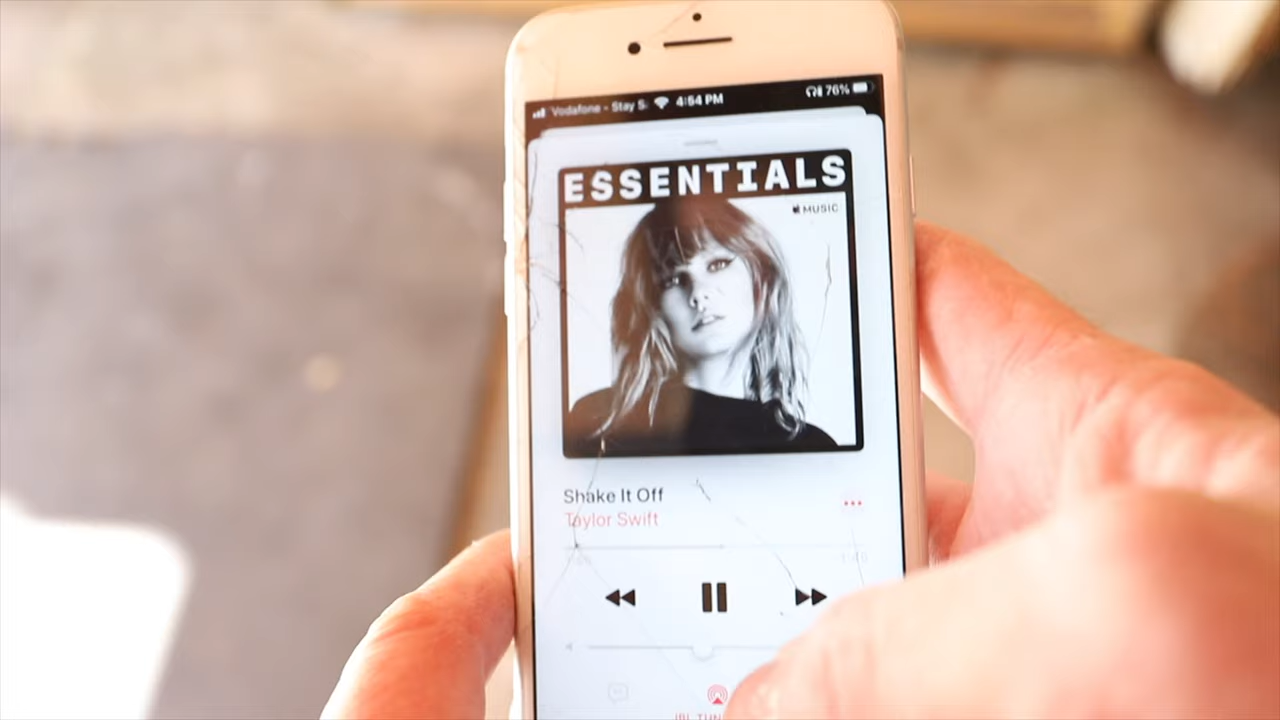 Vodafone - Stay S 4:54 PM 76%
ESSENTIALS
MUSIC
Shake It Off
Taylor Swift